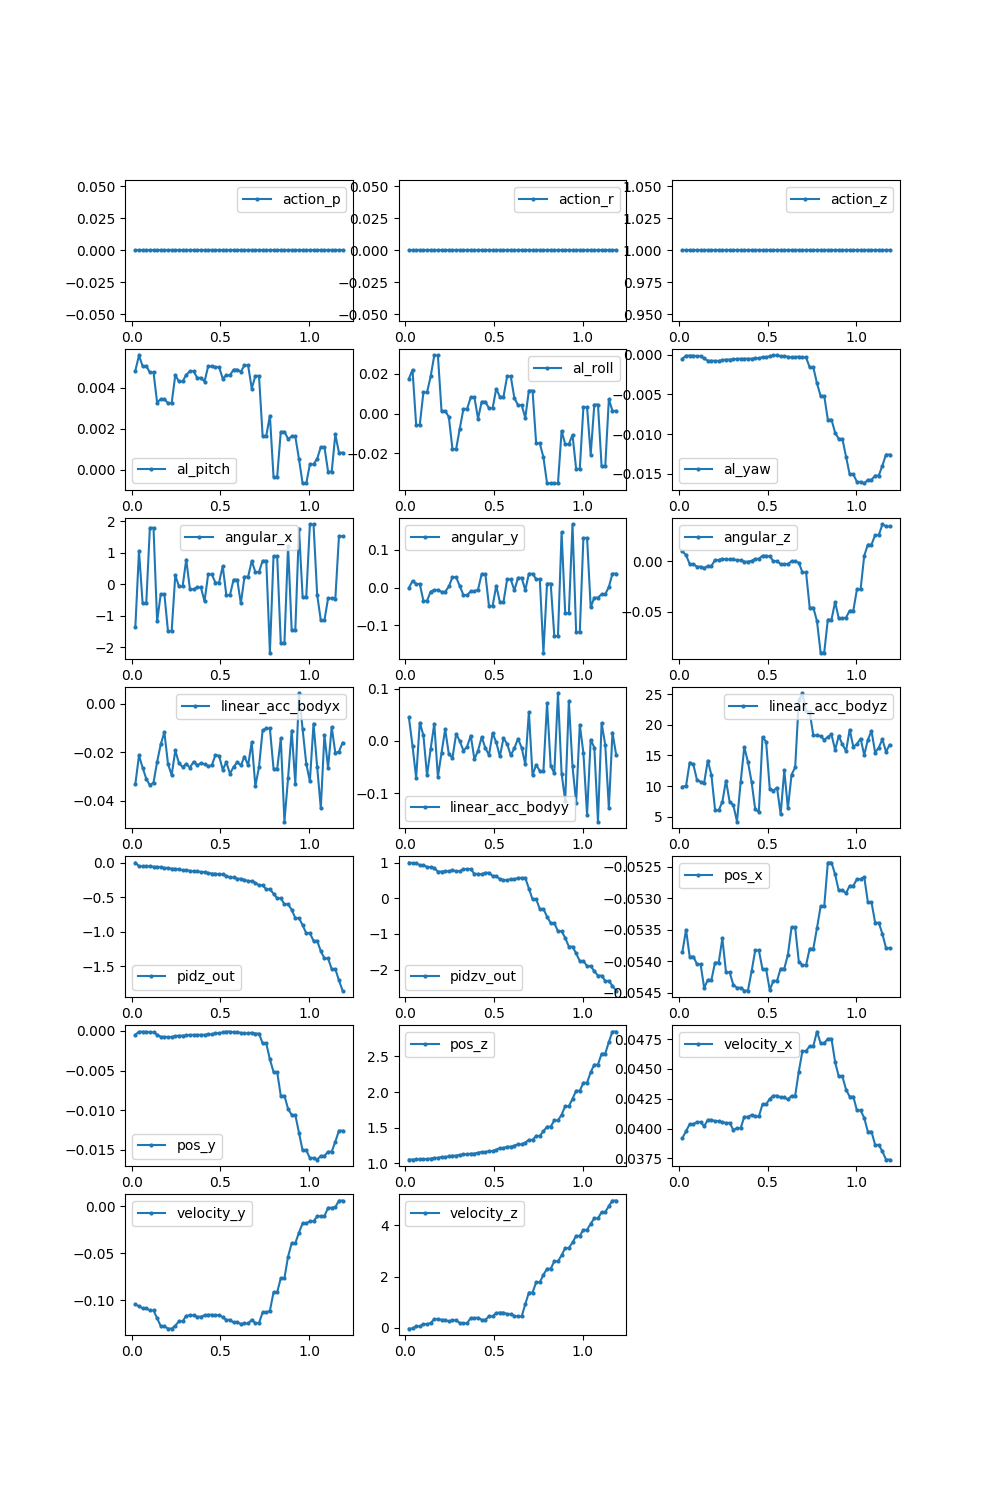 0.050
0.025
0.000
−0.025
−0.050
action_p
0.0 0.5 1.0
0.050
0.025
0.000
−0.025
−0.050
action_r
0.0 0.5 1.0
1.050
1.025
1.000
0.975
0.950
action_z
0.0 0.5 1.0
0.004
0.002
0.000
al_pitch
0.0 0.5 1.0
0.02
0.00
−0.02
al_roll
0.0 0.5 1.0
0.000
−0.005
−0.010
−0.015
al_yaw
0.0 0.5 1.0
2
1
0
−1
−2
angular_x
0.0 0.5 1.0
0.1
0.0
−0.1
angular_y
0.0 0.5 1.0
0.00
−0.05
angular_z
0.0 0.5 1.0
0.00
−0.02
−0.04
linear_acc_bodyx
0.0 0.5 1.0
0.1
0.0
−0.1
linear_acc_bodyy
0.0 0.5 1.0
25
20
15
10
5
linear_acc_bodyz
0.0 0.5 1.0
0.0
−0.5
−1.0
−1.5
pidz_out
0.0 0.5 1.0
1
0
−1
−2
pidzv_out
0.0 0.5 1.0
−0.0525
−0.0530
−0.0535
−0.0540
−0.0545
pos_x
0.0 0.5 1.0
0.000
−0.005
−0.010
−0.015
pos_y
0.0 0.5 1.0
2.5
2.0
1.5
1.0
pos_z
0.0 0.5 1.0
0.0475
0.0450
0.0425
0.0400
0.0375
velocity_x
0.0 0.5 1.0
0.00
−0.05
−0.10
velocity_y
0.0 0.5 1.0
4
2
0
velocity_z
0.0 0.5 1.0